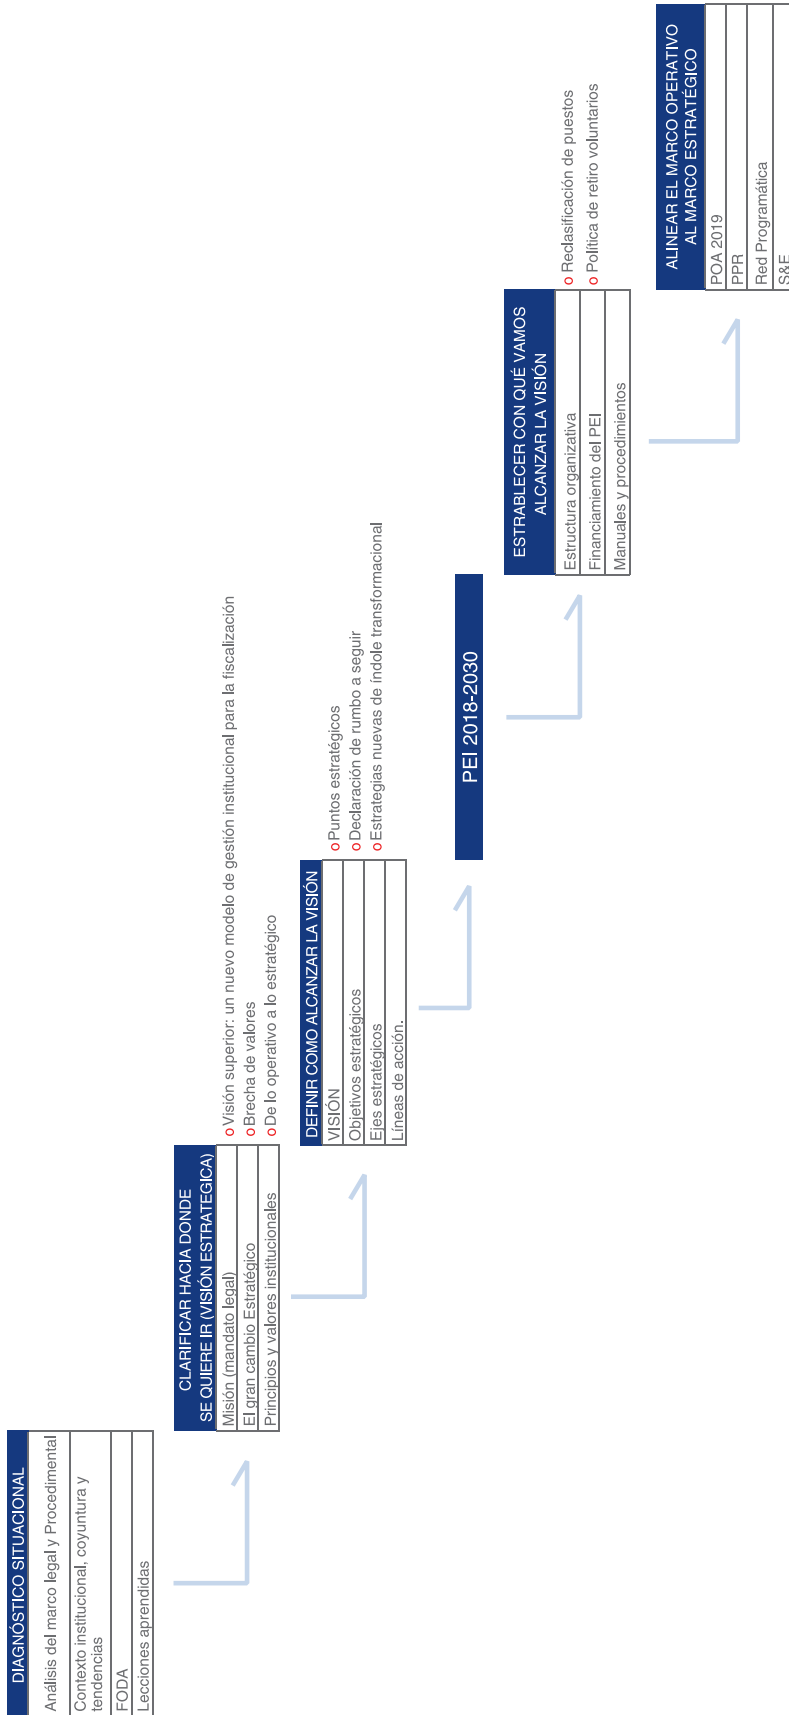 DIAGNÓSTICO SITUACIONAL
Análisis del marco legal y Procedimental
Contexto institucional, coyuntura y
tendencias
FODA
Lecciones aprendidas
CLARIFICAR HACIA DONDE
SE QUIERE IR (VISIÓN ESTRATEGICA)
Misión (mandato legal)
El gran cambio Estratégico
Principios y valores institucionales
o Visión superior: un nuevo modelo de gestión institucional para la fiscalización
o Brecha de valores
o De lo operativo a lo estratégico
DEFINIR COMO ALCANZAR LA VISIÓN
VISIÓN
Objetivos estratégicos
Ejes estratégicos
Líneas de acción.
o Puntos estratégicos
o Declaración de rumbo a seguir
o Estrategias nuevas de índole transformacional
PEI 2018-2030
ESTRABLECER CON QUÉ VAMOS
ALCANZAR LA VISIÓN
Estructura organizativa
Financiamiento del PEI
Manuales y procedimientos
o Reclasificación de puestos
o Política de retiro voluntarios
ALINEAR EL MARCO OPERATIVO
AL MARCO ESTRATÉGICO
POA 2019
PPR
Red Programática
S&E